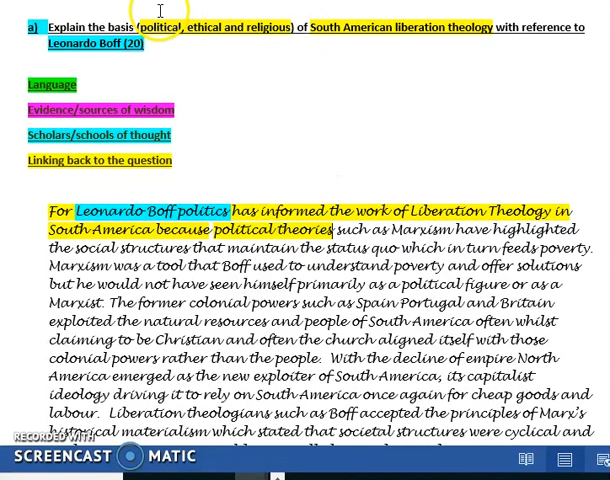 a) Explain the basis (political, ethical and religious) of South American liberation theology with reference to
Leonardo Boff (20)
Language
Evidence/sources of wisdom
Scholars/schools of thought
Linking back to the question
For Leonardo Boff politics has informed the work of Liberation Theology in
South America because political theories such as Marxism have highlighted
the social structures that maintain the status quo which in turn feeds poverty.
Marxism was a tool that Boff used to understand poverty and offer solutions
but he would not have seen himself primarily as a political figure or as a
Marxist. The former colonial powers such as Spain Portugal and Britain
exploited the natural resources and people of South America often whilst
claiming to be Christian and often the church aligned itself with those
colonial powers rather than the people. With the decline of empire North
America emerged as the new exploiter of South America, its capitalist
ideology driving it to rely on South America once again for cheap goods and
labour. Liberation theologians such as Boff accepted the principles of Marx's
historical materialism which stated that societal structures were cyclical and
RECORDED WITH
SCREENCAST MATIC